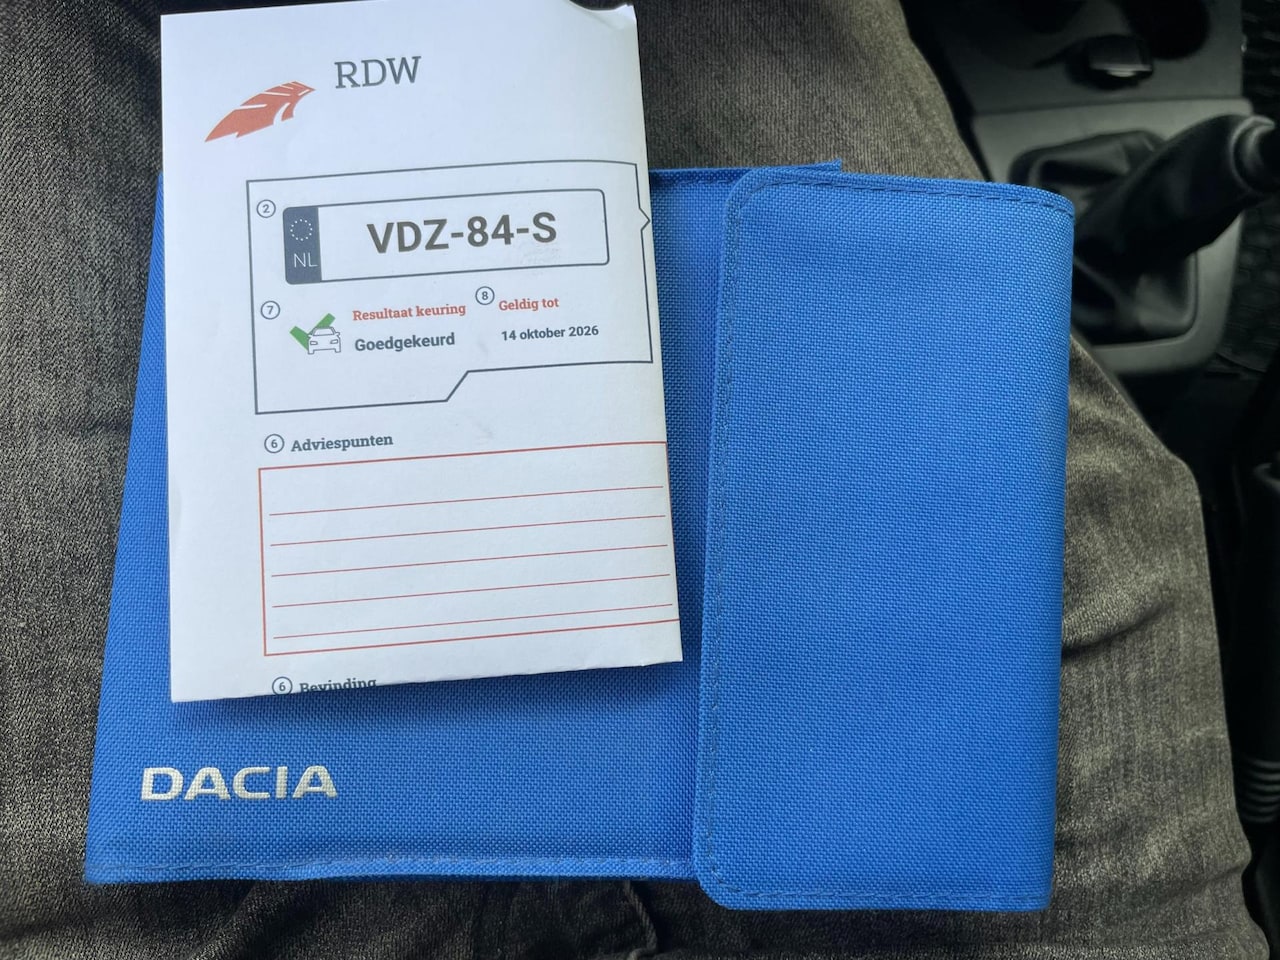 RDW
2
NL
VDZ-84-S
7
Resultaat keuring
8
Geldig tot
Goedgekeurd
14 oktober 2026
6 Adviespunten
6 Bevinding
DACIA